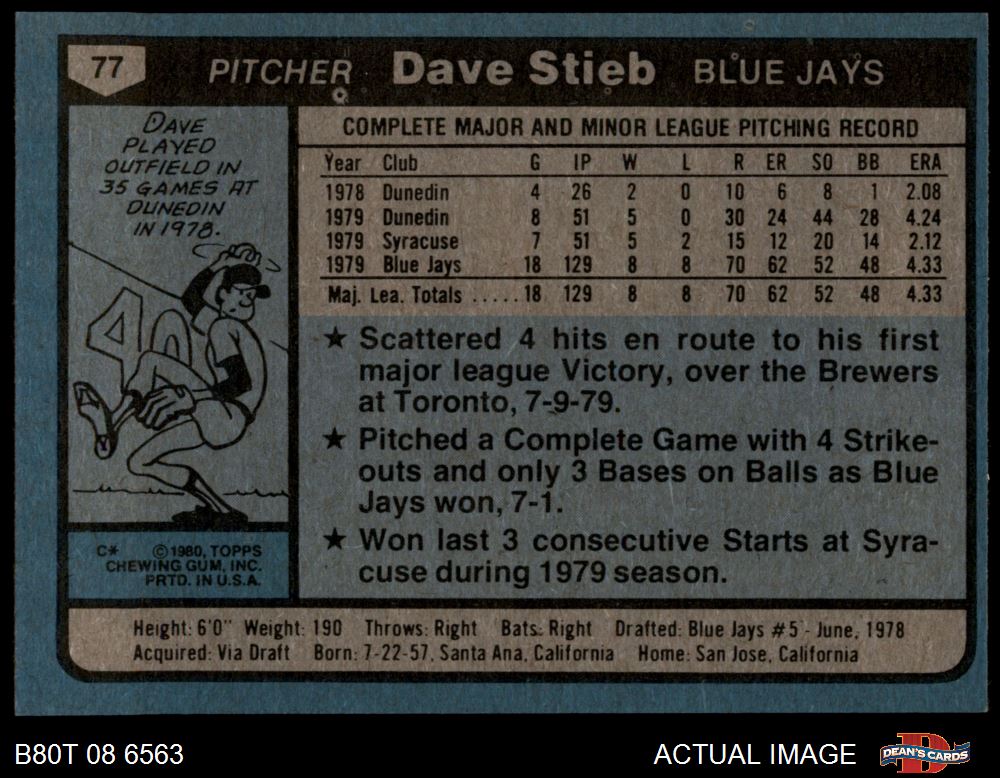 77 PITCHER Dave Stieb BLUE JAYS
DAVE
PLAYED
OUTFIELD IN
35 GAMES AT
DUNEDIN
IN 1978.
40
C* ©1980, TOPPS
CHEWING GUM, INC.
PRTD. IN U.S.A.
COMPLETE MAJOR AND MINOR LEAGUE PITCHING RECORD
Year Club G IP W L R ER SO BB ERA
1978 Dunedin 4 26 2 0 10 6 8 1 2.08
1979 Dunedin 8 51 5 0 30 24 44 28 4.24
1979 Syracuse 7 51 5 2 15 12 20 14 2.12
1979 Blue Jays 18 129 8 8 70 62 52 48 4.33
Maj. Lea. Totals .....18 129 8 8 70 62 52 48 4.33
★ Scattered 4 hits en route to his first
major league Victory, over the Brewers
at Toronto, 7-9-79.
★ Pitched a Complete Game with 4 Strike-
outs and only 3 Bases on Balls as Blue
Jays won, 7-1.
★ Won last 3 consecutive Starts at Syra-
cuse during 1979 season.
Height: 6'0" Weight: 190 Throws: Right Bats: Right Drafted: Blue Jays #5 - June, 1978
Acquired: Via Draft Born: 7-22-57, Santa Ana, California Home: San Jose, California
B80T 08 6563 ACTUAL IMAGE DEAN'S CARDS